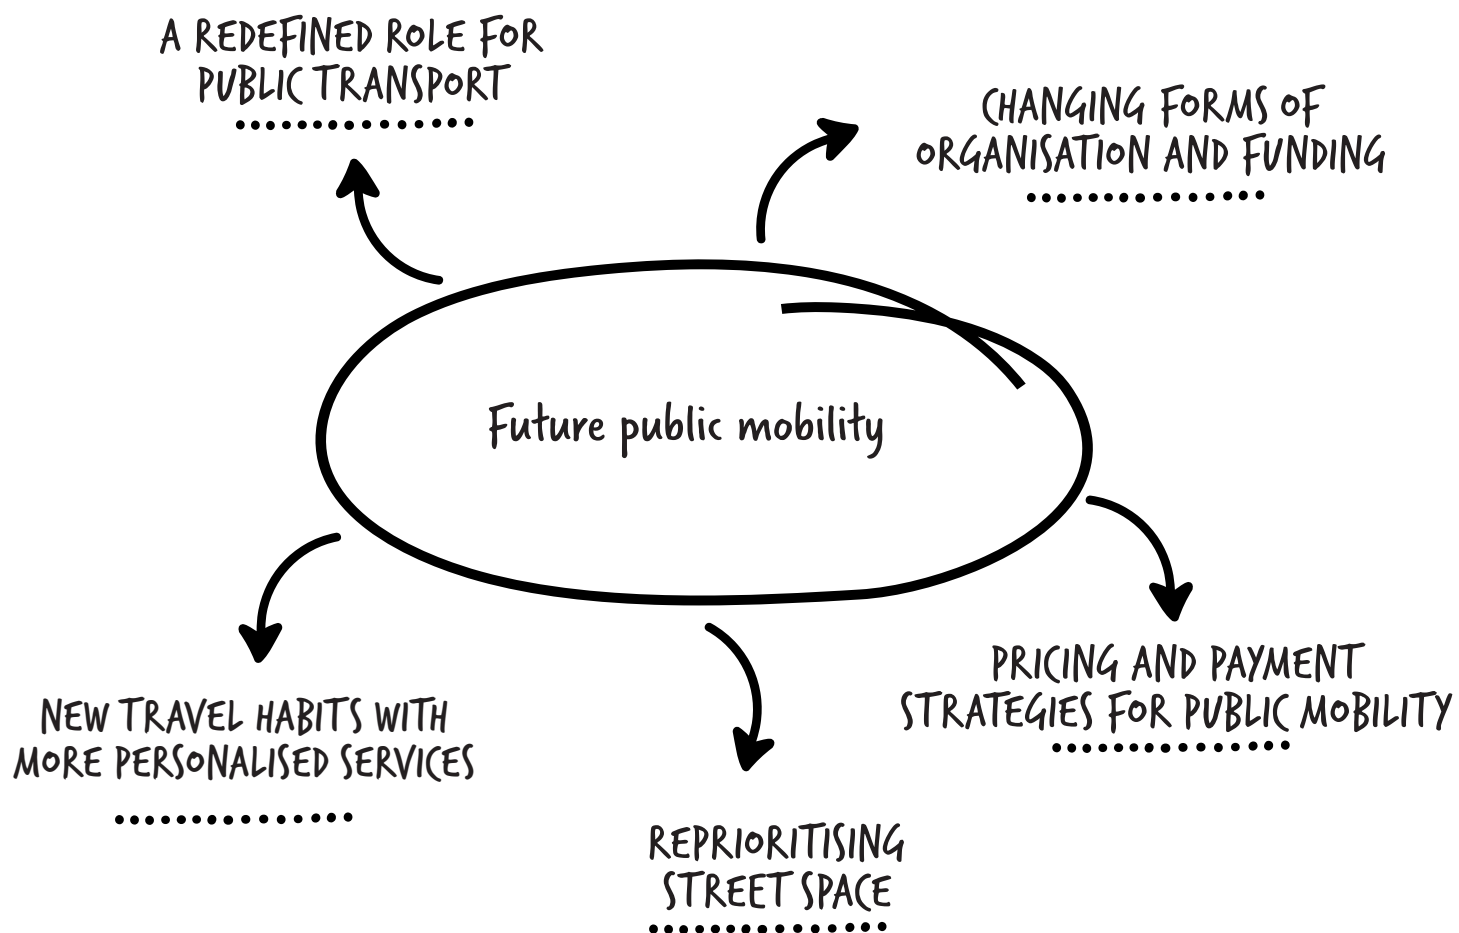 A REDEFINED ROLE FOR
PUBLIC TRANSPORT
CHANGING FORMS OF
ORGANISATION AND FUNDING
Future public mobility
PRICING AND PAYMENT
STRATEGIES FOR PUBLIC MOBILITY
NEW TRAVEL HABITS WITH
MORE PERSONALISED SERVICES
REPRIORITISING
STREET SPACE